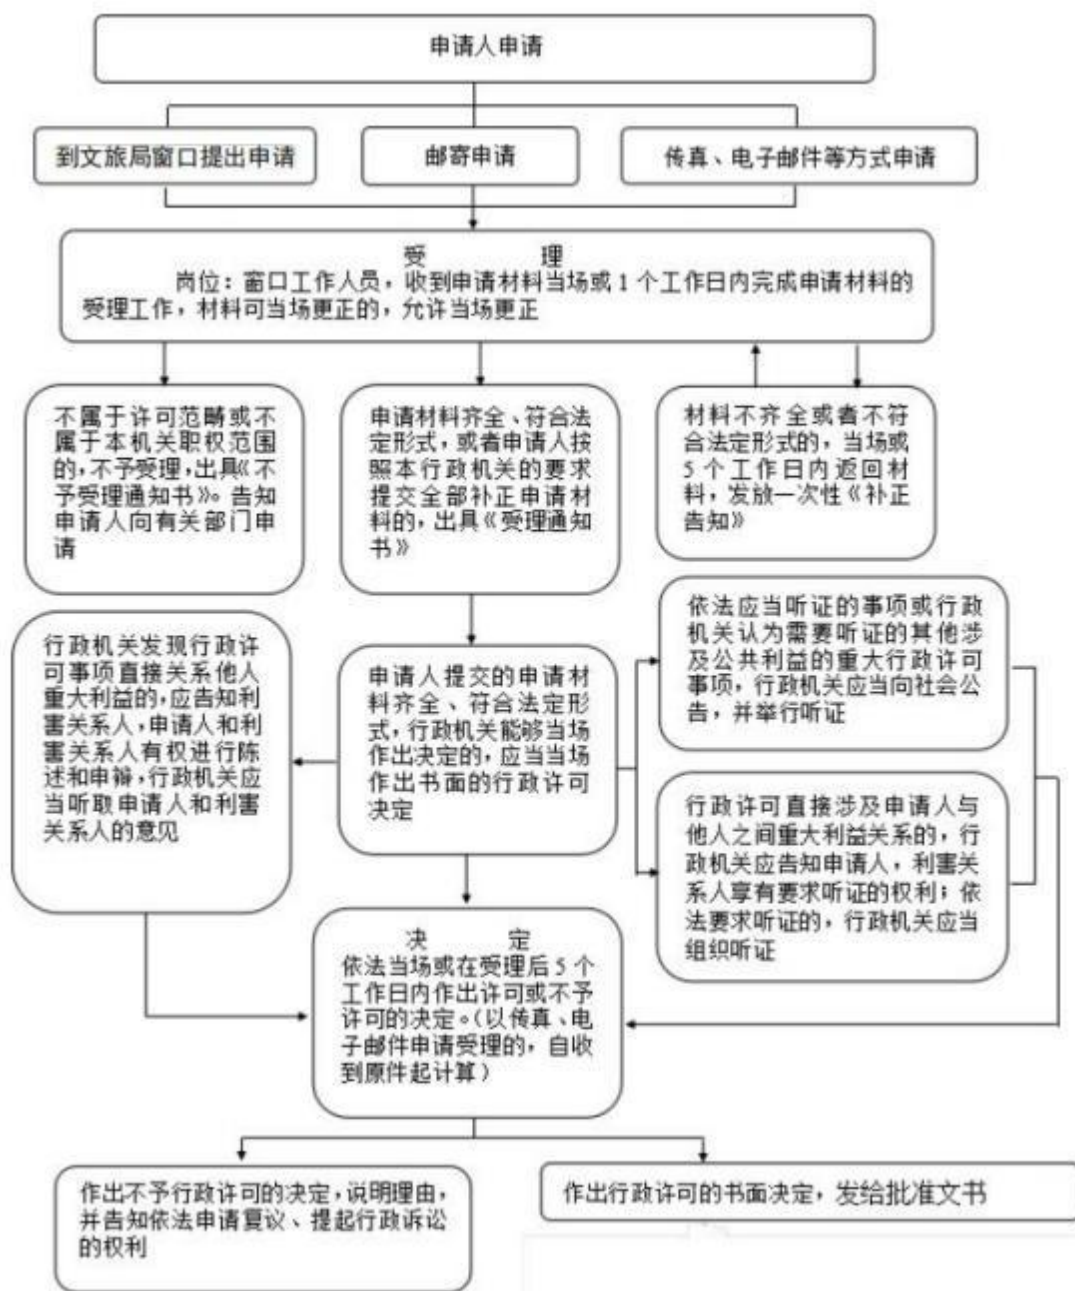 申请人申请
到文旅局窗口提出申请
邮寄申请
传真、电子邮件等方式申请
受 理
岗位：窗口工作人员，收到申请材料当场或1个工作日内完成申请材料的
受理工作，材料可当场更正的，允许当场更正
不属于许可范畴或不
属于本机关职权范围
的，不予受理，出具《不
予受理通知书》。告知
申请人向有关部门申
请
申请材料齐全、符合法
定形式，或者申请人按
照本行政机关的要求
提交全部补正申请材
料的，出具《受理通知
书》
材料不齐全或者不符
合法定形式的，当场或
5个工作日内返回材
料，发放一次性《补正
告知》
行政机关发现行政许
可事项直接关系他人
重大利益的，应告知利
害关系人，申请人和利
害关系人有权进行陈
述和申辩，行政机关应
当听取申请人和利害
关系人的意见
申请人提交的申请材
料齐全、符合法定形
式，行政机关能够当场
作出决定的，应当当场
作出书面的行政许可
决定
依法应当听证的事项或行政
机关认为需要听证的其他涉
及公共利益的重大行政许可
事项，行政机关应当向社会公
告，并举行听证
行政许可直接涉及申请人与
他人之间重大利益关系的，行
政机关应告知申请人，利害关
系人享有要求听证的权利；依
法要求听证的，行政机关应当
组织听证
决 定
依法当场或在受理后5个
工作日内作出许可或不予
许可的决定。（以传真、电
子邮件申请受理的，自收
到原件起计算）
作出不予行政许可的决定，说明理由，
并告知依法申请复议、提起行政诉讼
的权利
作出行政许可的书面决定，发给批准文书